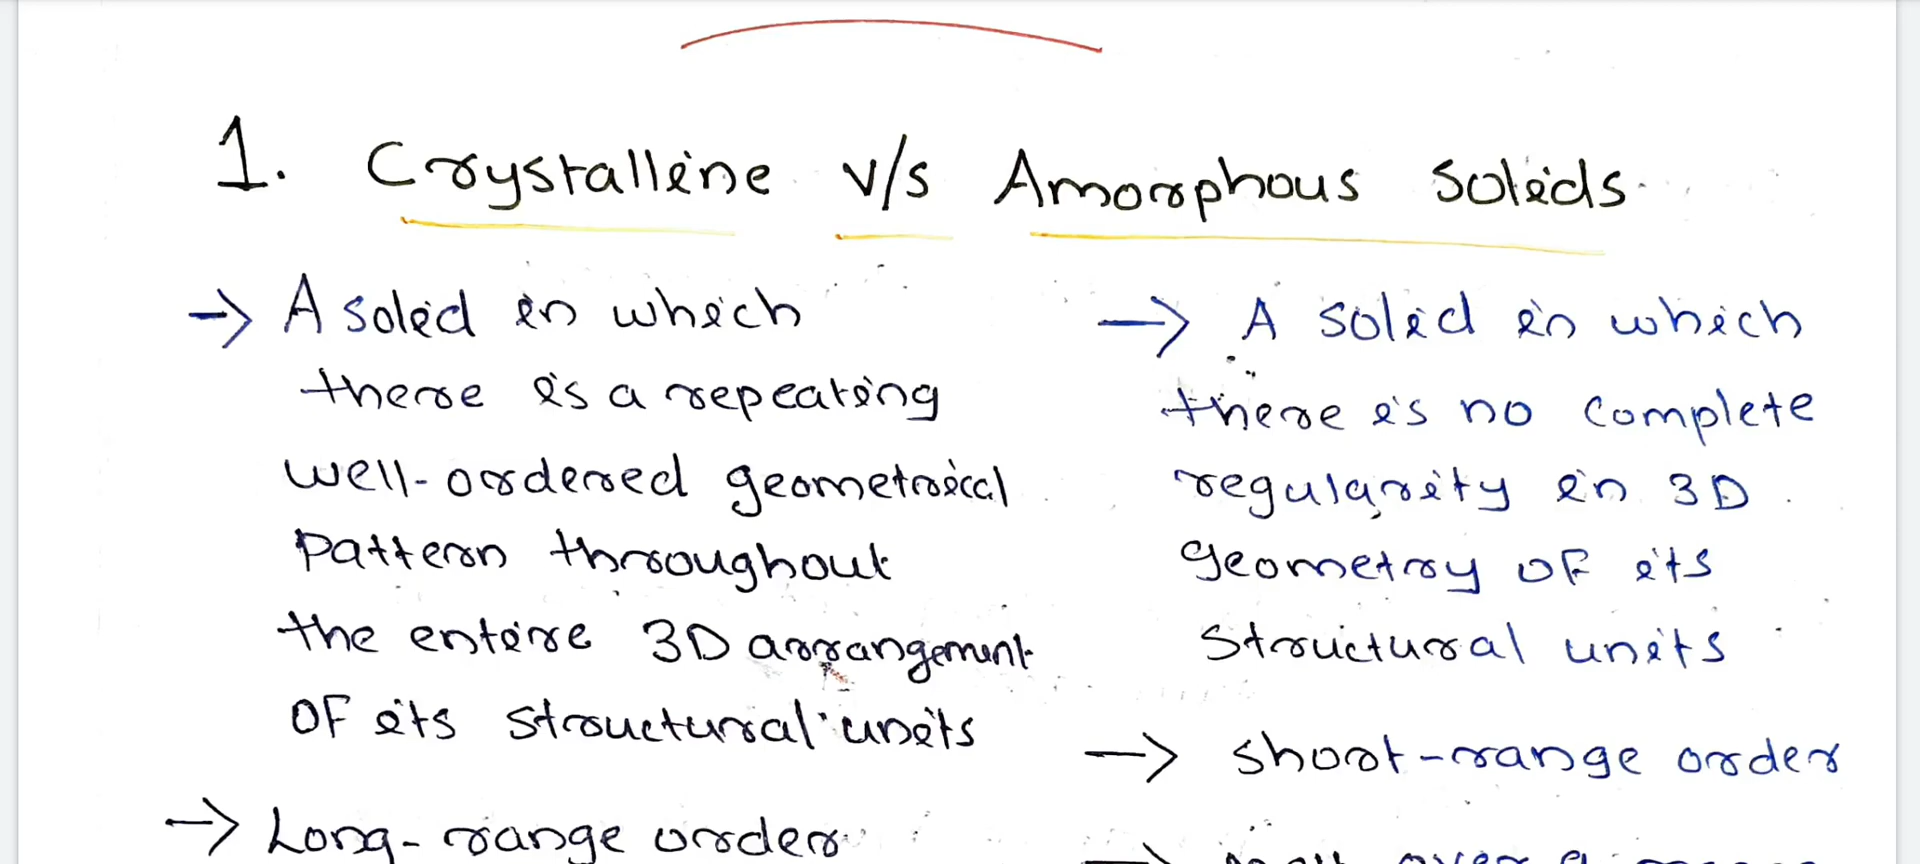 1. Crystalline v/s Amorphous solids.
→ A solid in which
there is a repeating
well-ordered geometrical
pattern throughout
the entire 3D arrangement
of its structural units
→ Long-range order
→ A solid in which
there is no complete
regularity in 3D
geometry of its
structural units
→ short-range order
→ over a